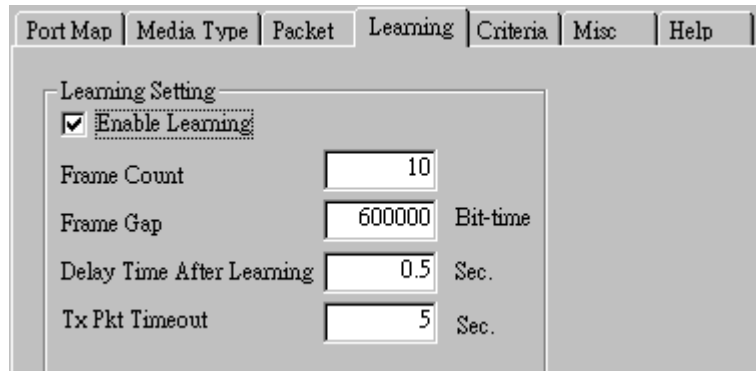 Port Map Media Type Packet Learning Criteria Misc Help
Learning Setting
Enable Learning
Frame Count 10
Frame Gap 600000 Bit-time
Delay Time After Learning 0.5 Sec.
Tx Pkt Timeout 5 Sec.